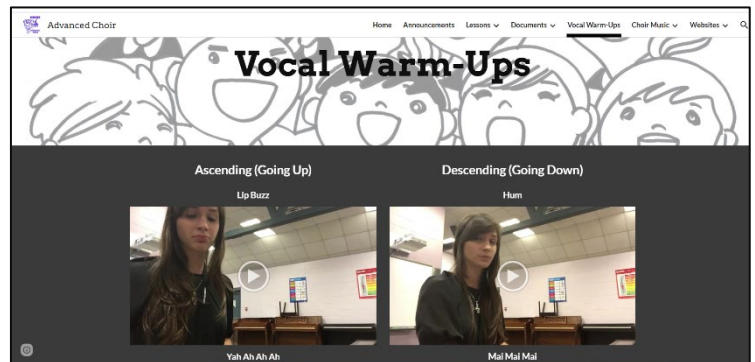 Advanced Choir
Home Announcements Lessons Documents Vocal Warm-Ups Choir Music Websites
Vocal Warm-Ups
Ascending (Going Up)
Descending (Going Down)
Lip Buzz
Hum
Yah Ah Ah Ah
Mai Mai Mai